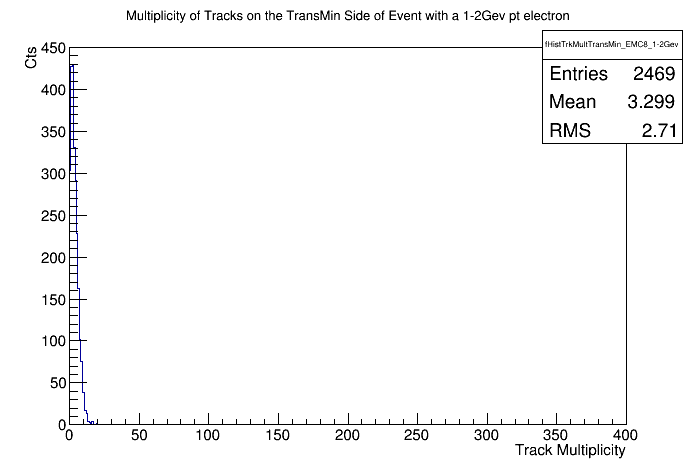 Multiplicity of Tracks on the TransMin Side of Event with a 1-2Gev pt electron
fHistTrkMultTransMin_EMC8_1-2Gev
Entries 2469
Mean 3.299
RMS 2.71
Cts
450
400
350
300
250
200
150
100
50
0
0 50 100 150 200 250 300 350 400
Track Multiplicity